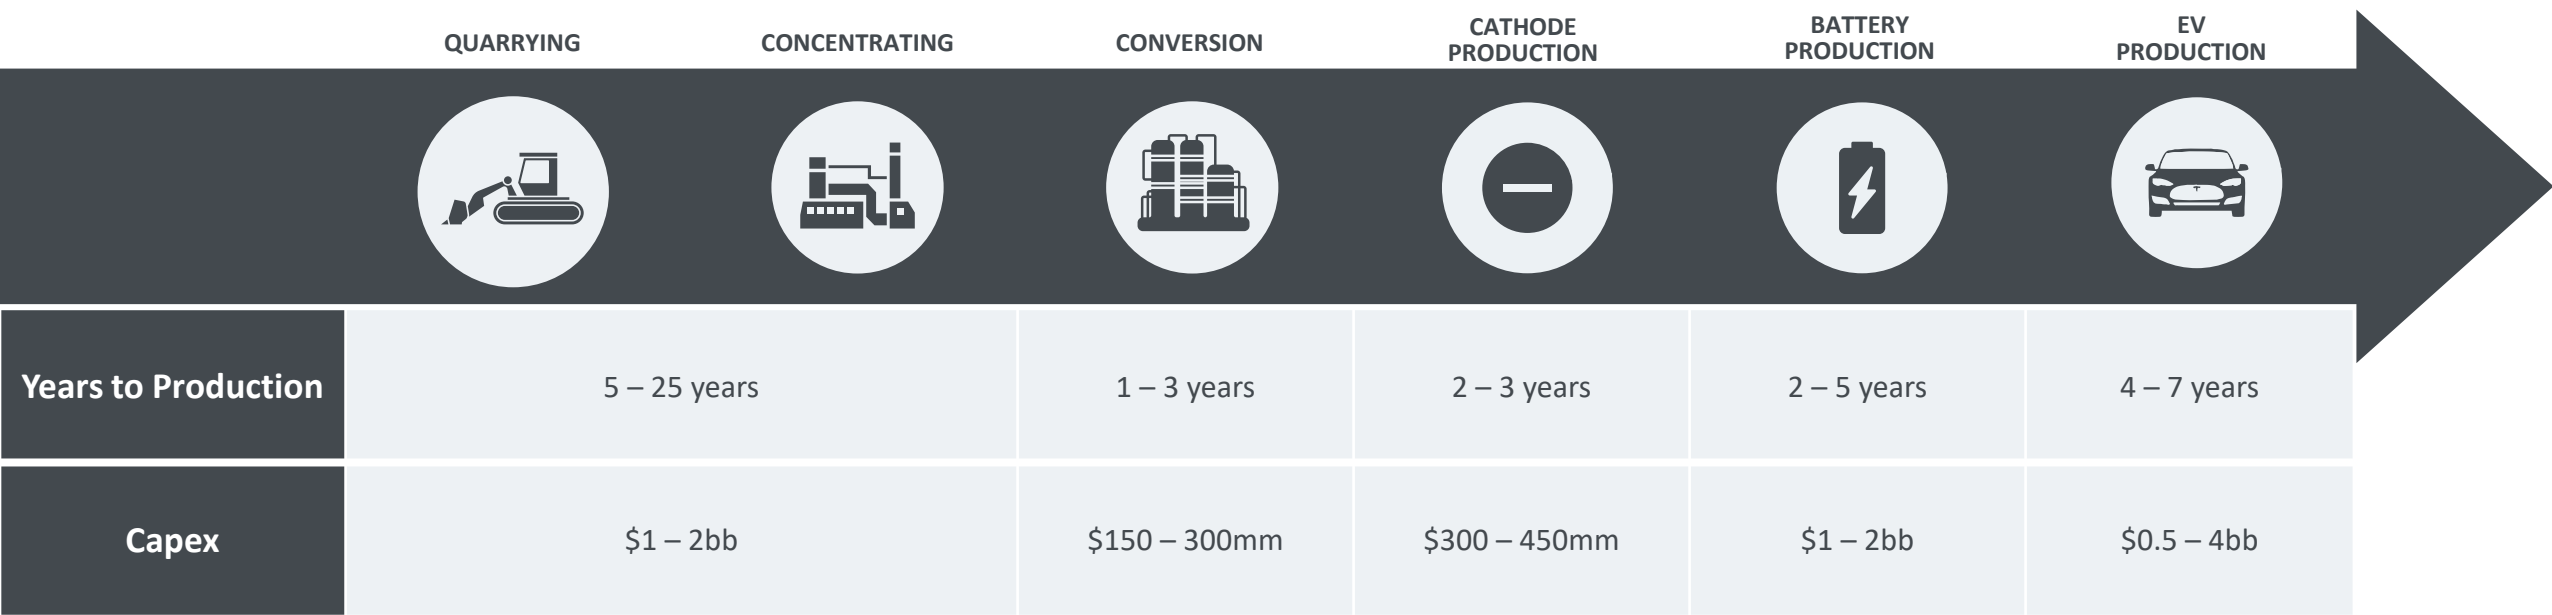 QUARRYING
CONCENTRATING
CONVERSION
CATHODE
PRODUCTION
BATTERY
PRODUCTION
EV
PRODUCTION
Years to Production
5 – 25 years
1 – 3 years
2 – 3 years
2 – 5 years
4 – 7 years
Capex
$1 – 2bb
$150 – 300mm
$300 – 450mm
$1 – 2bb
$0.5 – 4bb